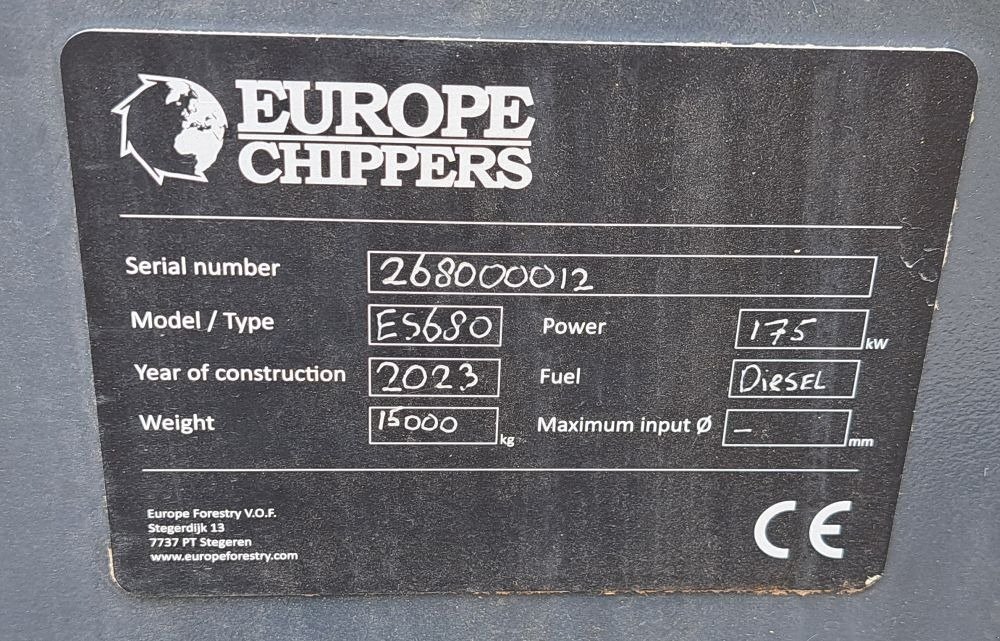 EUROPE
CHIPPERS
Serial number 268000012
Model / Type ES680 Power 175 kW
Year of construction 2023 Fuel DIESEL
Weight 15000 kg Maximum input Ø - mm
Europe Forestry V.O.F.
Stegerdijk 13
7737 PT Stegeren
www.europeforestry.com
CE